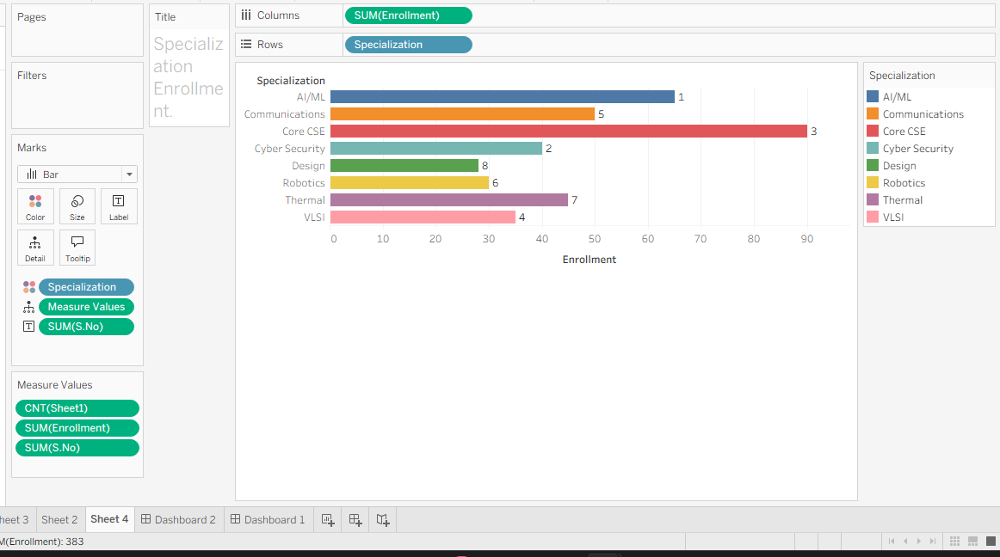 Pages
Filters
Marks
Bar
Color
Size
Label
Detail
Tooltip
Specialization
Measure Values
SUM(S.No)
Measure Values
CNT(Sheet1)
SUM(Enrollment)
SUM(S.No)
Title
Specializ
ation
Enrollme
nt.
Columns
SUM(Enrollment)
Rows
Specialization
Specialization
AI/ML 1
Communications 5
Core CSE 3
Cyber Security 2
Design 8
Robotics 6
Thermal 7
VLSI 4
0 10 20 30 40 50 60 70 80 90
Enrollment
Specialization
AI/ML
Communications
Core CSE
Cyber Security
Design
Robotics
Thermal
VLSI
heet 3 Sheet 2 Sheet 4 Dashboard 2 Dashboard 1
M(Enrollment): 383